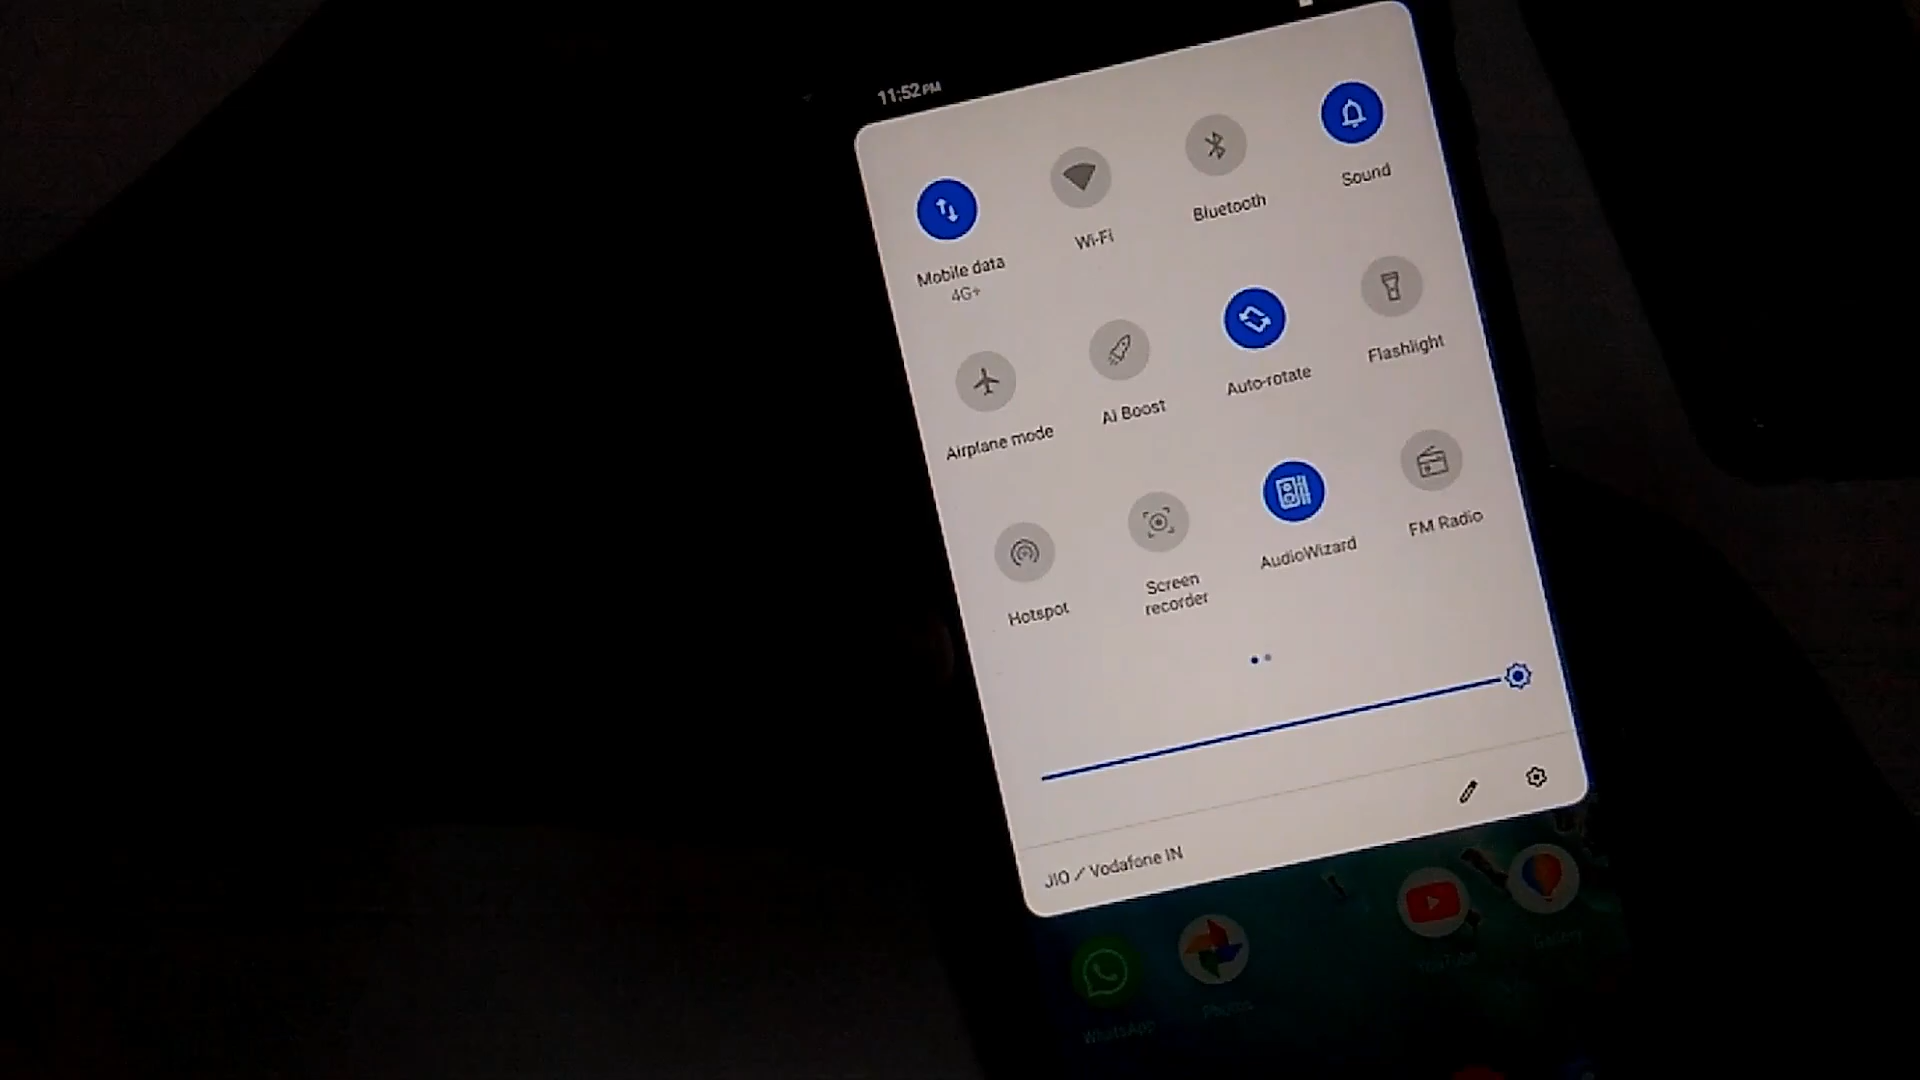 11:52 PM
Mobile data
4G+
Wi-Fi
Bluetooth
Sound
Airplane mode
AI Boost
Auto-rotate
Flashlight
Hotspot
Screen
recorder
AudioWizard
FM Radio
JIO / Vodafone IN
WhatsApp
Photos
YouTube
Gallery